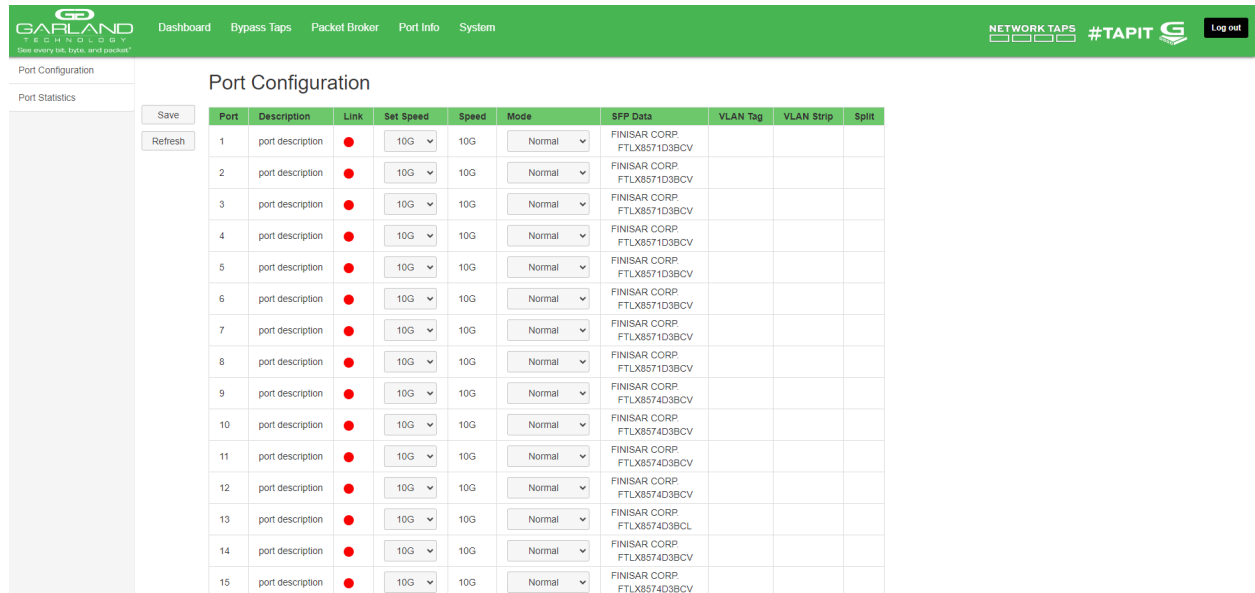 GARLAND
TECHNOLOGY
See every bit, byte, and packet®
Dashboard Bypass Taps Packet Broker Port Info System
NETWORK TAPS #TAPIT G Log out
Port Configuration
Port Statistics
Port Configuration
Save
Refresh
Port Description Link Set Speed Speed Mode SFP Data VLAN Tag VLAN Strip Split
1 port description 10G 10G Normal FINISAR CORP.
FTLX8571D3BCV
2 port description 10G 10G Normal FINISAR CORP.
FTLX8571D3BCV
3 port description 10G 10G Normal FINISAR CORP.
FTLX8571D3BCV
4 port description 10G 10G Normal FINISAR CORP.
FTLX8571D3BCV
5 port description 10G 10G Normal FINISAR CORP.
FTLX8571D3BCV
6 port description 10G 10G Normal FINISAR CORP.
FTLX8571D3BCV
7 port description 10G 10G Normal FINISAR CORP.
FTLX8571D3BCV
8 port description 10G 10G Normal FINISAR CORP.
FTLX8571D3BCV
9 port description 10G 10G Normal FINISAR CORP.
FTLX8574D3BCV
10 port description 10G 10G Normal FINISAR CORP.
FTLX8574D3BCV
11 port description 10G 10G Normal FINISAR CORP.
FTLX8574D3BCV
12 port description 10G 10G Normal FINISAR CORP.
FTLX8574D3BCV
13 port description 10G 10G Normal FINISAR CORP.
FTLX8574D3BCL
14 port description 10G 10G Normal FINISAR CORP.
FTLX8574D3BCV
15 port description 10G 10G Normal FINISAR CORP.
FTLX8574D3BCV